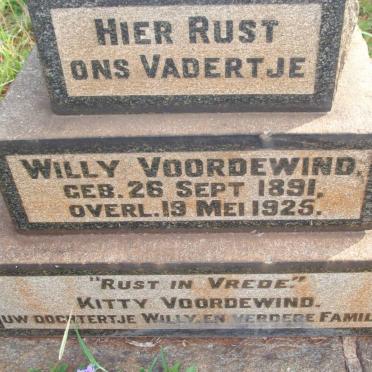 HIER RUST
ONS VADERTJE
WILLY VOORDEWIND,
GEB. 26 SEPT 1891.
OVERL. 19 MEI 1925.
"RUST IN VREDE."
KITTY VOORDEWIND.
UW DOCHTERTJE WILLY, EN VERDERE FAMIL